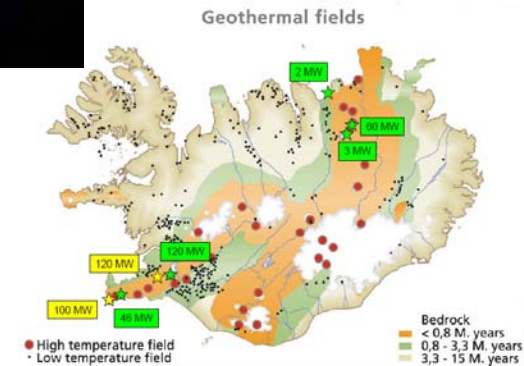 Geothermal fields
2 MW
60 MW
3 MW
120 MW
120 MW
100 MW
46 MW
High temperature field
Low temperature field
Bedrock
< 0,8 M. years
0,8 - 3,3 M. years
3,3 - 15 M. years